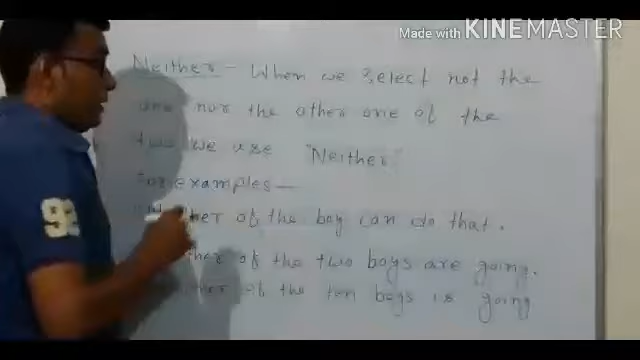 Made with KINEMASTER
Neither - When we select not the
one nor the other one of the
two we use "Neither"
For examples-
of the boy can do that.
of the two boys are going.
of the ten boys is going
93